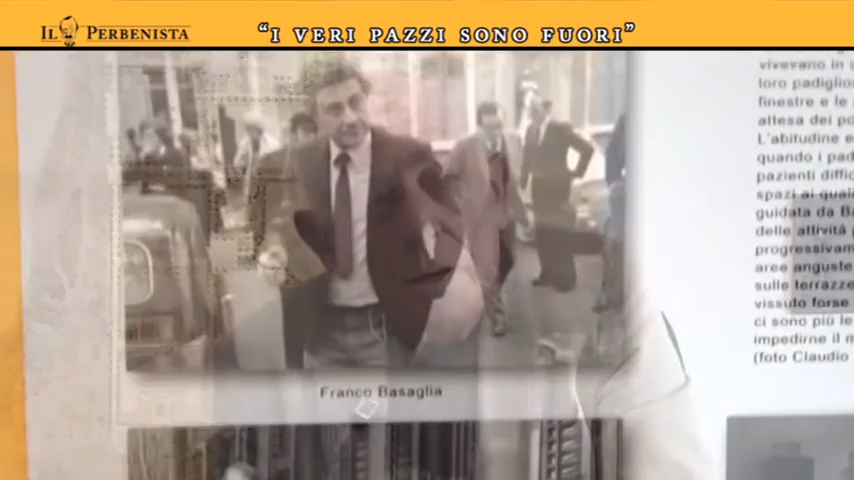 IL PERBENISTA
“I VERI PAZZI SONO FUORI”
vivevano in
loro padiglio
finestre e le
attesa dei po
L'abitudine e
quando i pad
pazienti diffic
spazi ai quali
guidata da Ba
delle attività
progressivam
aree anguste
sulle terrazze
vissuto forse
ci sono più le
impedirne il m
(foto Claudio
Franco Basaglia